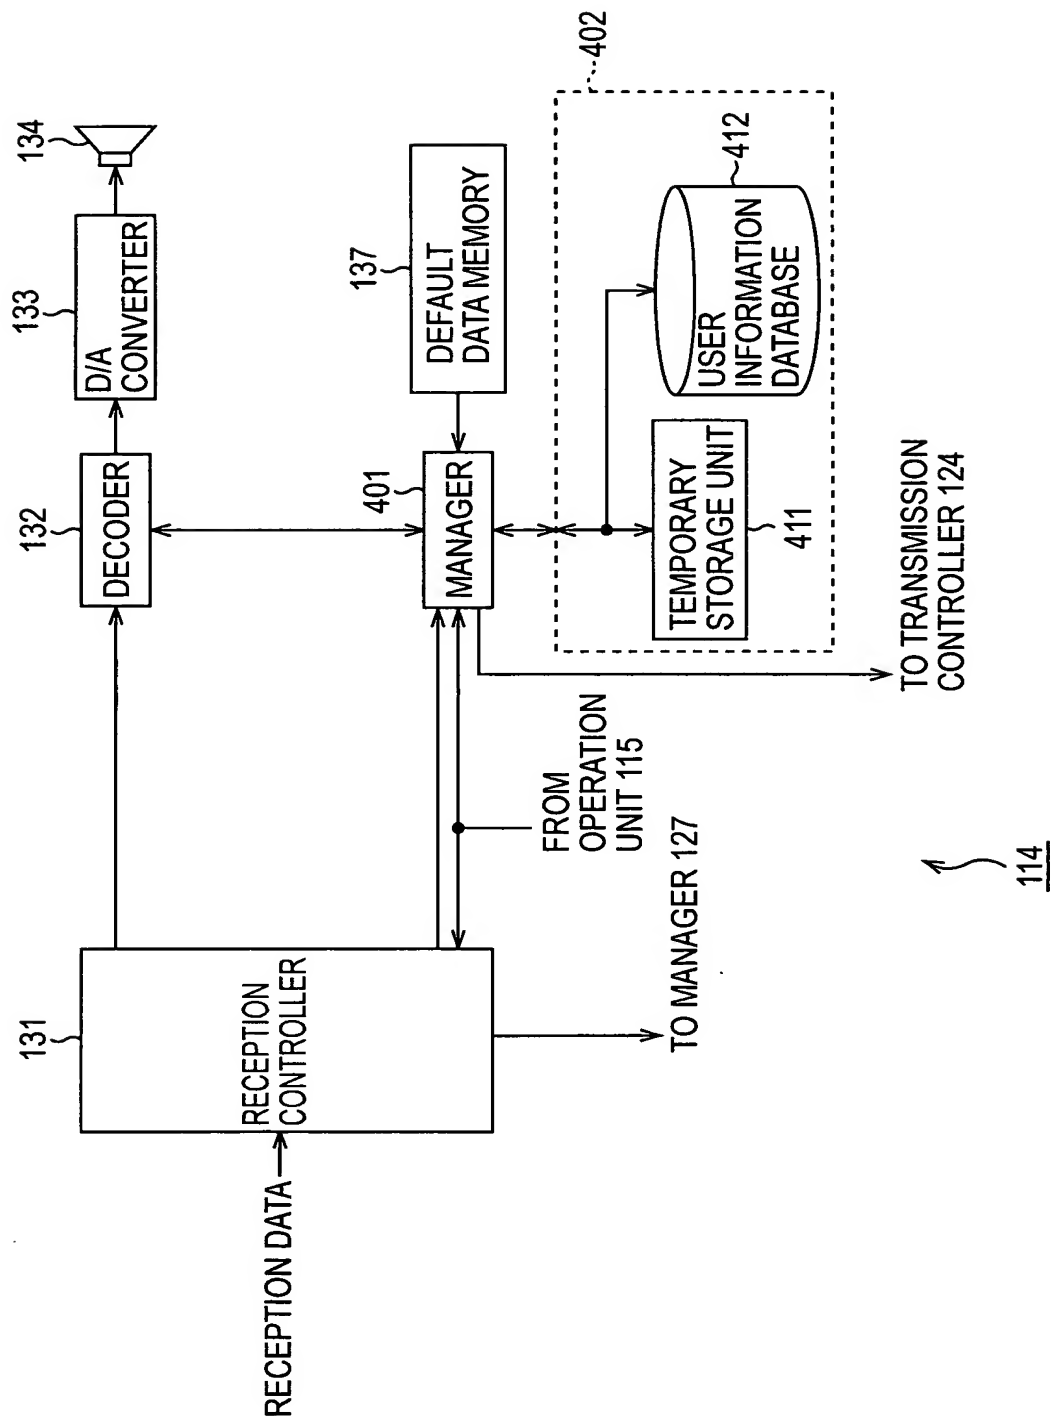 131
132
133
134
RECEPTION DATA
RECEPTION
CONTROLLER
DECODER
D/A
CONVERTER
137
DEFAULT
DATA MEMORY
401
MANAGER
FROM
OPERATION
UNIT 115
TO MANAGER 127
402
TEMPORARY
STORAGE UNIT
411
412
USER
INFORMATION
DATABASE
TO TRANSMISSION
CONTROLLER 124
114